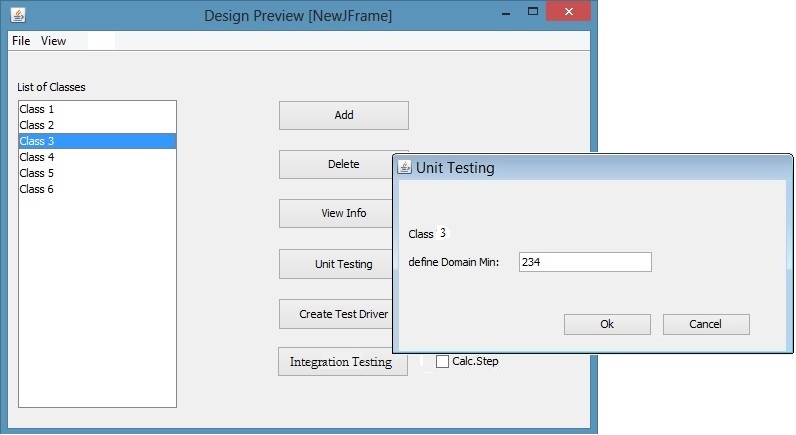 Design Preview [NewJFrame]
File View
List of Classes
Class 1
Class 2
Class 3
Class 4
Class 5
Class 6
Add
Delete
View Info
Unit Testing
Create Test Driver
Integration Testing
Calc.Step
Unit Testing
Class 3
define Domain Min: 234
Ok Cancel